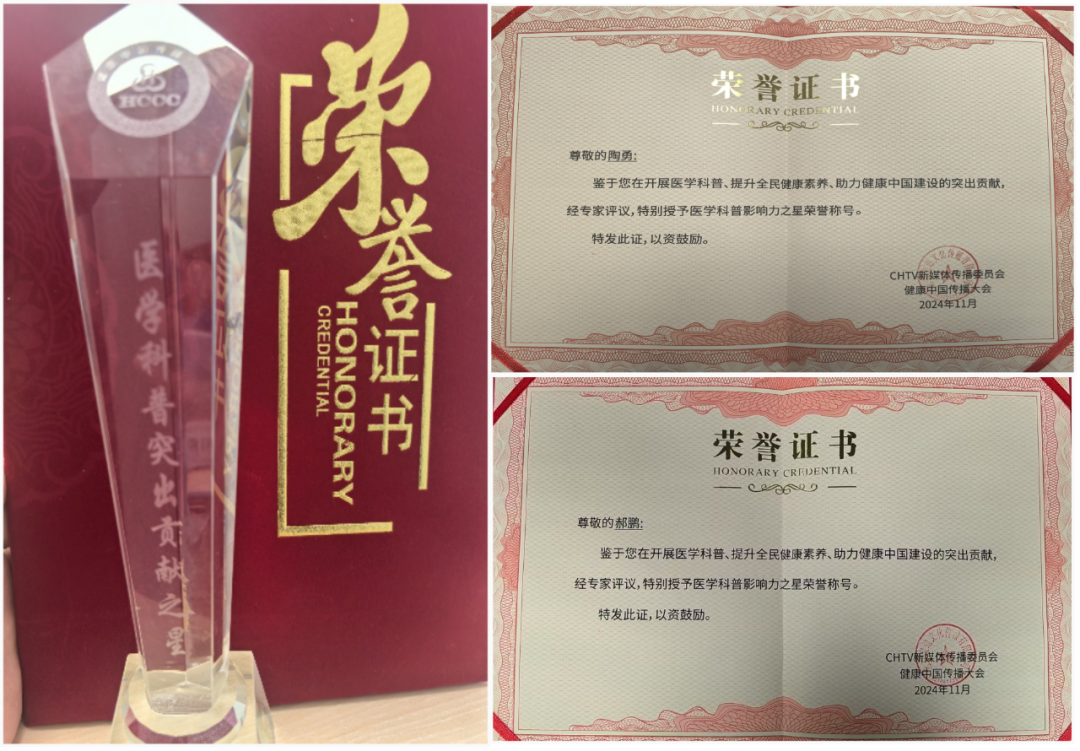 HCCC
医学科普突出贡献之星
荣誉证书
HONORARY
CREDENTIAL
荣誉证书
HONORARY CREDENTIAL
尊敬的陶勇:
鉴于您在开展医学科普、提升全民健康素养、助力健康中国建设的突出贡献,
经专家评议,特别授予医学科普影响力之星荣誉称号。
特发此证,以资鼓励。
CHTV新媒体传播委员会
健康中国传播大会
2024年11月
荣誉证书
HONORARY CREDENTIAL
尊敬的郝鹏:
鉴于您在开展医学科普、提升全民健康素养、助力健康中国建设的突出贡献,
经专家评议,特别授予医学科普影响力之星荣誉称号。
特发此证,以资鼓励。
CHTV新媒体传播委员会
健康中国传播大会
2024年11月